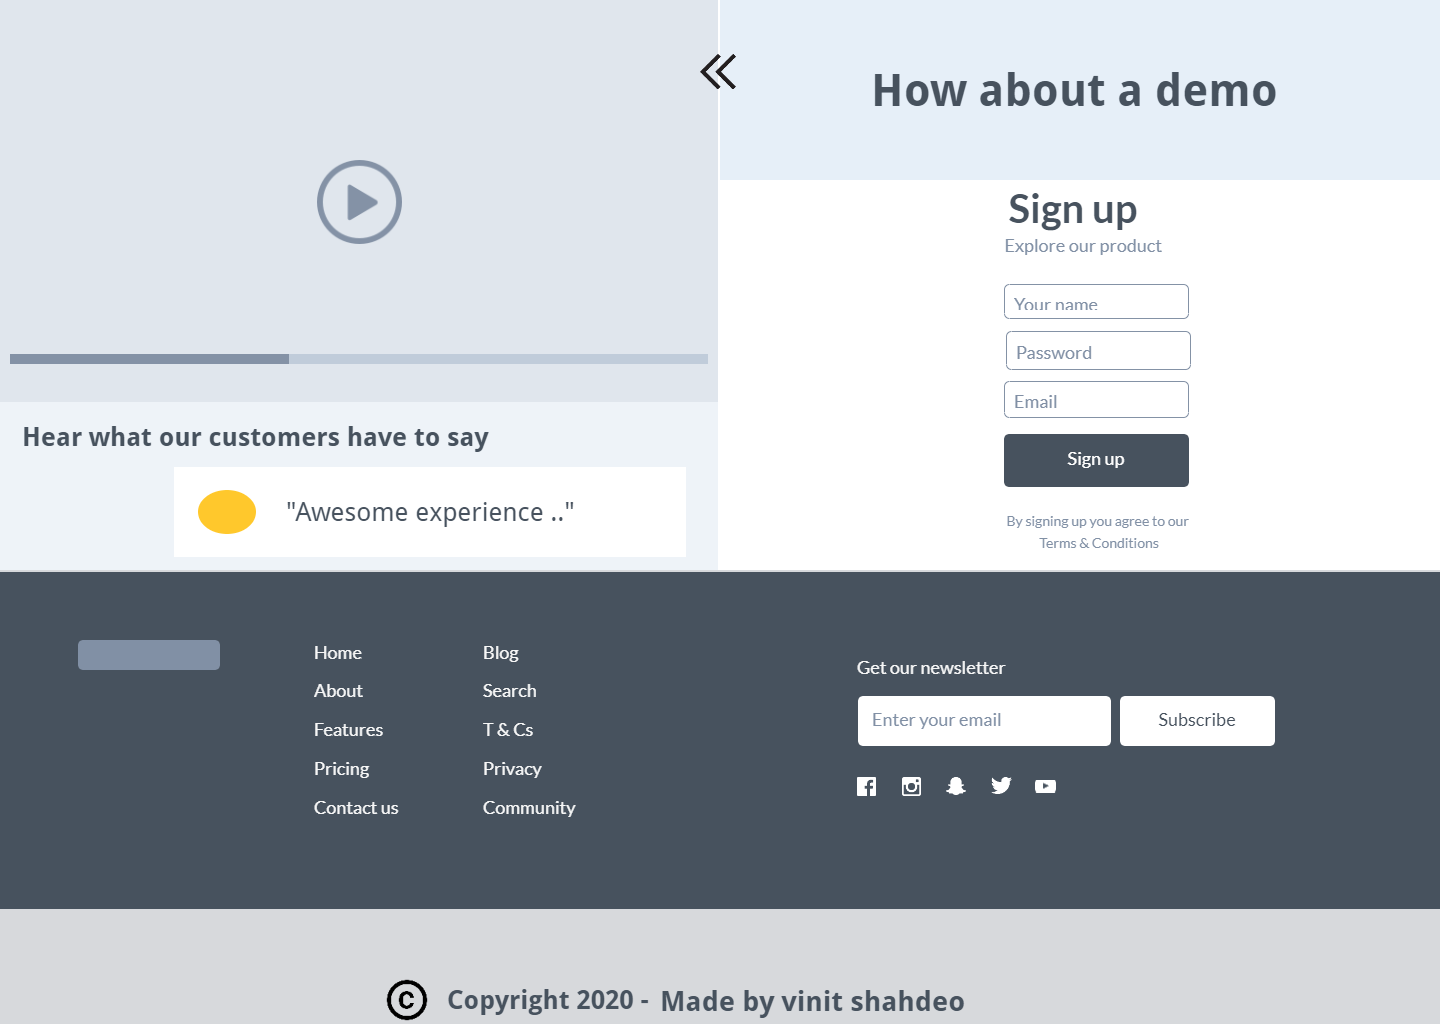 How about a demo
Sign up
Explore our product
Your name
Password
Email
Sign up
By signing up you agree to our
Terms & Conditions
Hear what our customers have to say
"Awesome experience .."
Home
About
Features
Pricing
Contact us
Blog
Search
T & Cs
Privacy
Community
Get our newsletter
Enter your email
Subscribe
© Copyright 2020 - Made by vinit shahdeo